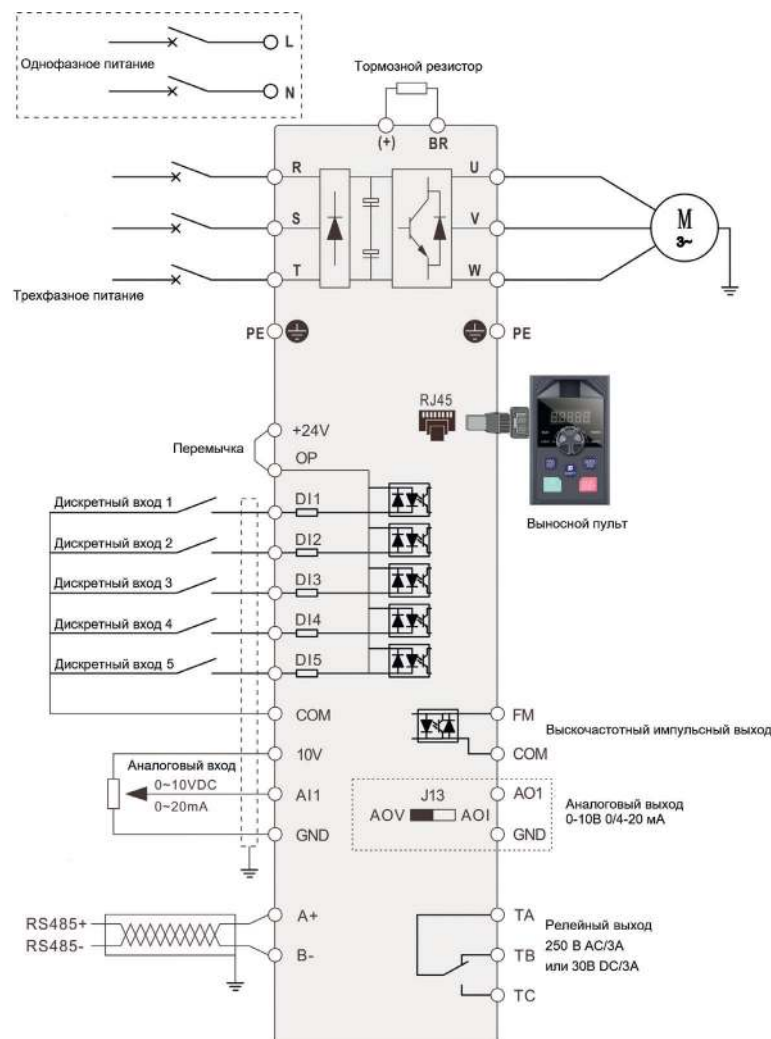 L
Однофазное питание
N
Тормозной резистор
(+) BR
R U
S V
M
3~
T W
Трехфазное питание
PE PE
RJ45
+24V
Перемычка
OP
Выносной пульт
Дискретный вход 1 DI1
Дискретный вход 2 DI2
Дискретный вход 3 DI3
Дискретный вход 4 DI4
Дискретный вход 5 DI5
COM FM
Выскочастотный импульсный выход
10V COM
Аналоговый вход
0~10VDC
0~20mA
AI1 J13 AO1
AOV AOI
Аналоговый выход
0-10В 0/4-20 мА
GND GND
RS485+ A+ TA
RS485- B- TB
Релейный выход
250 В AC/3A
или 30В DC/3A
TC